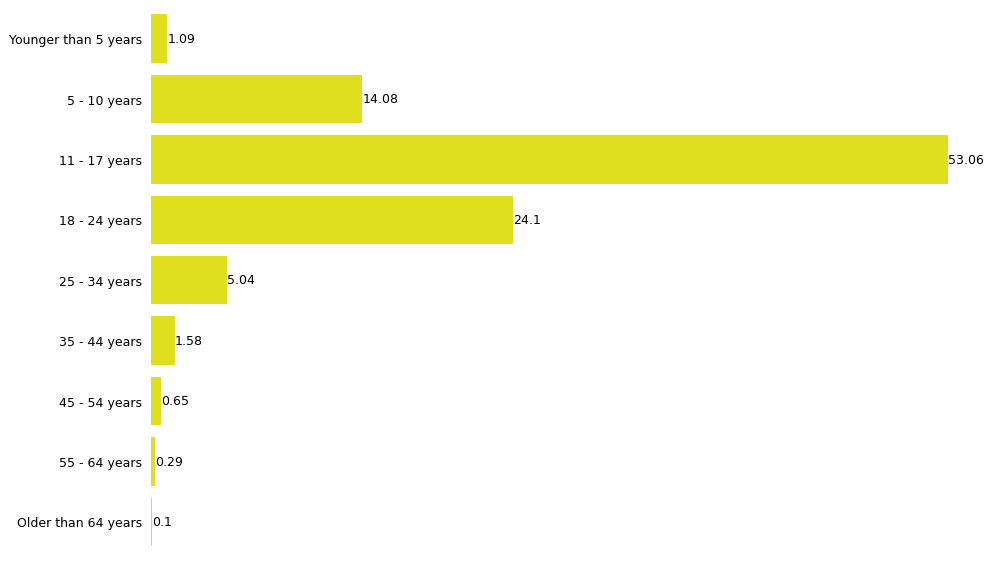 Younger than 5 years 1.09
5 - 10 years 14.08
11 - 17 years 53.06
18 - 24 years 24.1
25 - 34 years 5.04
35 - 44 years 1.58
45 - 54 years 0.65
55 - 64 years 0.29
Older than 64 years 0.1